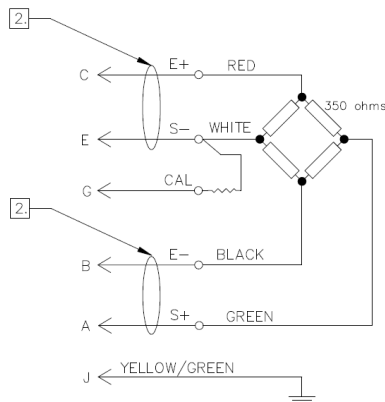 2.
C E+ RED
350 ohms
E S- WHITE
G CAL
2.
B E- BLACK
A S+ GREEN
J YELLOW/GREEN